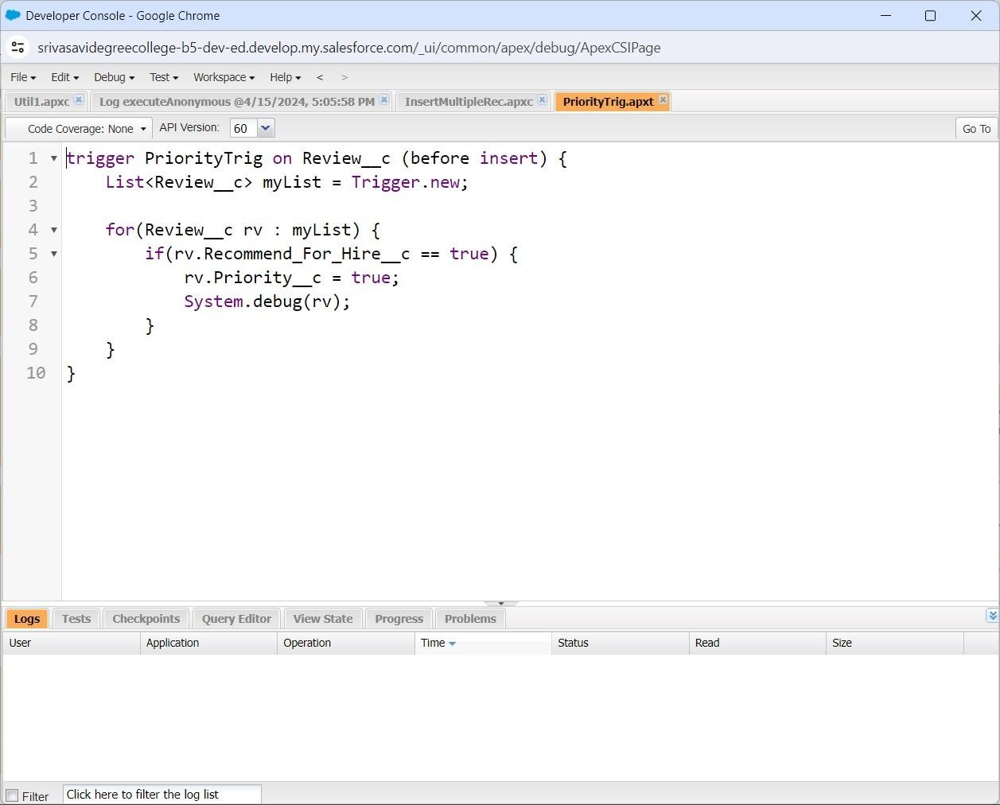 Developer Console - Google Chrome
srivasavidegreecollege-b5-dev-ed.develop.my.salesforce.com/_ui/common/apex/debug/ApexCSIPage
File Edit Debug Test Workspace Help < >
Util1.apxc Log executeAnonymous @4/15/2024, 5:05:58 PM InsertMultipleRec.apxc PriorityTrig.apxt
Code Coverage: None API Version: 60 Go To
1 trigger PriorityTrig on Review__c (before insert) {
2 List<Review__c> myList = Trigger.new;
3
4 for(Review__c rv : myList) {
5 if(rv.Recommend_For_Hire__c == true) {
6 rv.Priority__c = true;
7 System.debug(rv);
8 }
9 }
10 }
Logs Tests Checkpoints Query Editor View State Progress Problems
User Application Operation Time Status Read Size
Filter Click here to filter the log list